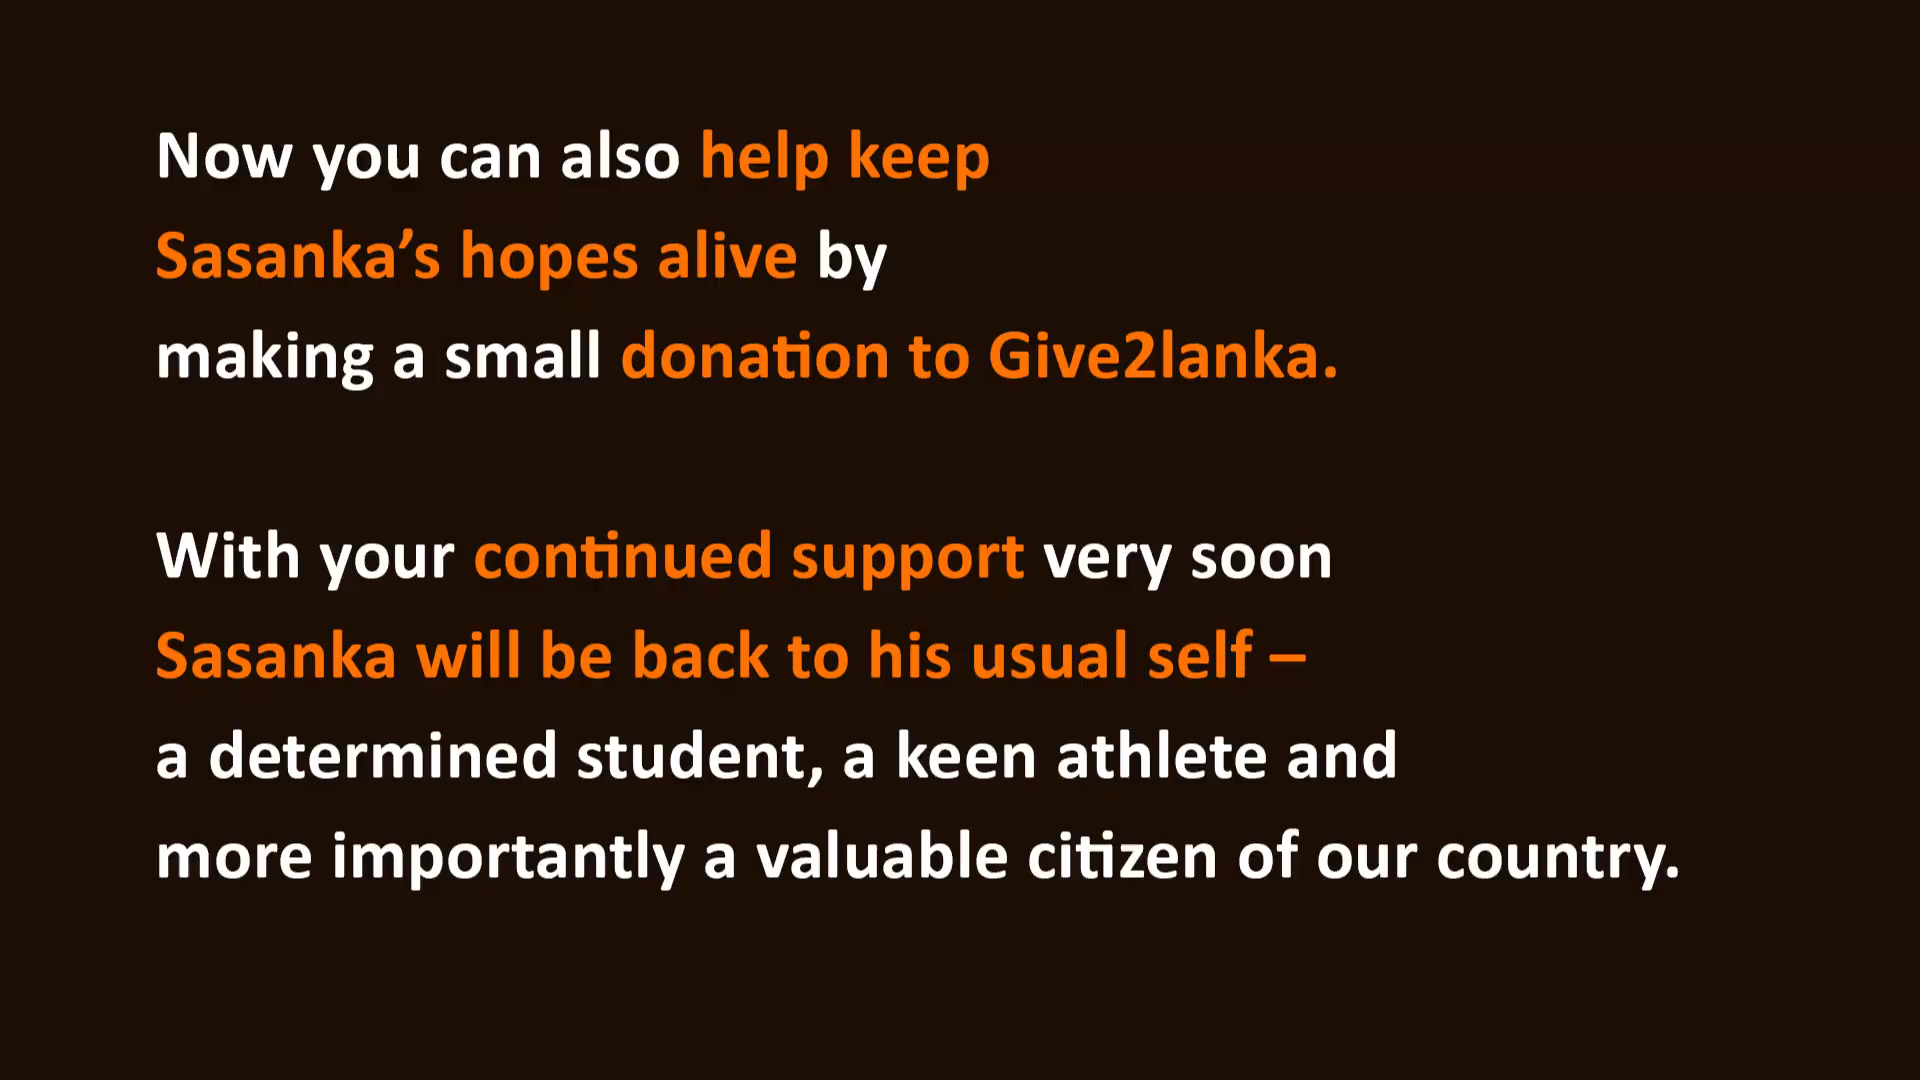 Now you can also help keep
Sasanka’s hopes alive by
making a small donation to Give2lanka.
With your continued support very soon
Sasanka will be back to his usual self –
a determined student, a keen athlete and
more importantly a valuable citizen of our country.